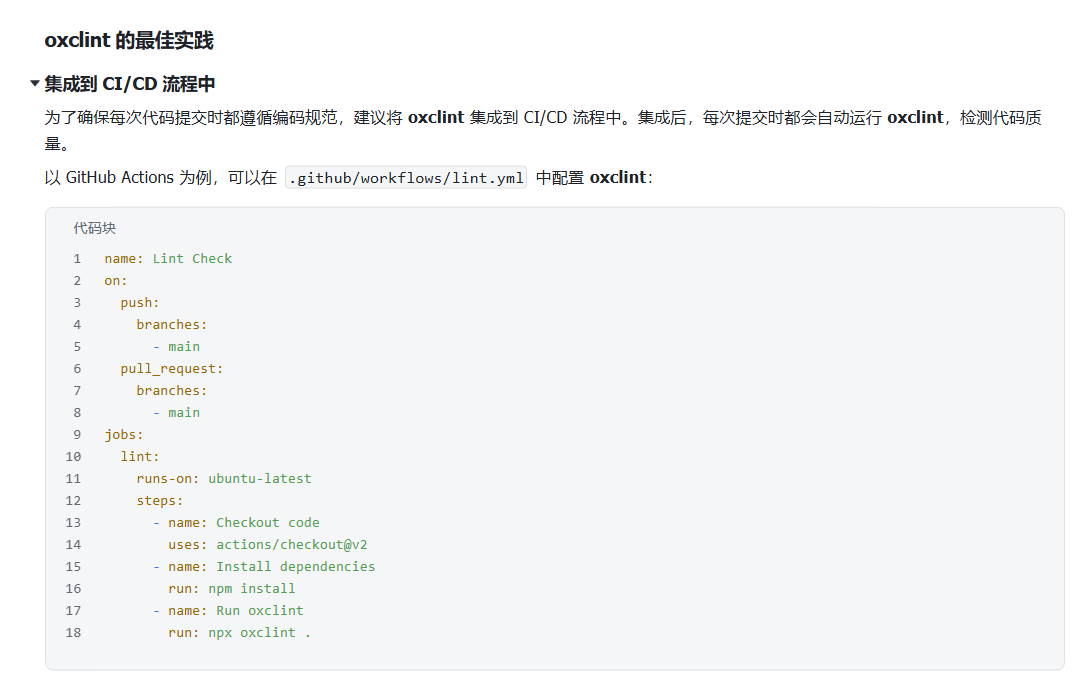 oxclint 的最佳实践
集成到 CI/CD 流程中
为了确保每次代码提交时都遵循编码规范，建议将 oxclint 集成到 CI/CD 流程中。集成后，每次提交时都会自动运行 oxclint，检测代码质
量。
以 GitHub Actions 为例，可以在 .github/workflows/lint.yml 中配置 oxclint：
代码块
1 name: Lint Check
2 on:
3   push:
4     branches:
5       - main
6   pull_request:
7     branches:
8       - main
9 jobs:
10   lint:
11     runs-on: ubuntu-latest
12     steps:
13       - name: Checkout code
14         uses: actions/checkout@v2
15       - name: Install dependencies
16         run: npm install
17       - name: Run oxclint
18         run: npx oxclint .